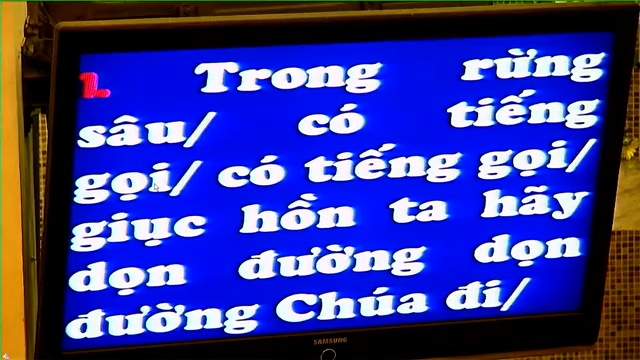 1. Trong rừng
sâu/ có tiếng
gọi/ có tiếng gọi/
giục hồn ta hãy
dọn đường dọn
đường Chúa đi/
SAMSUNG